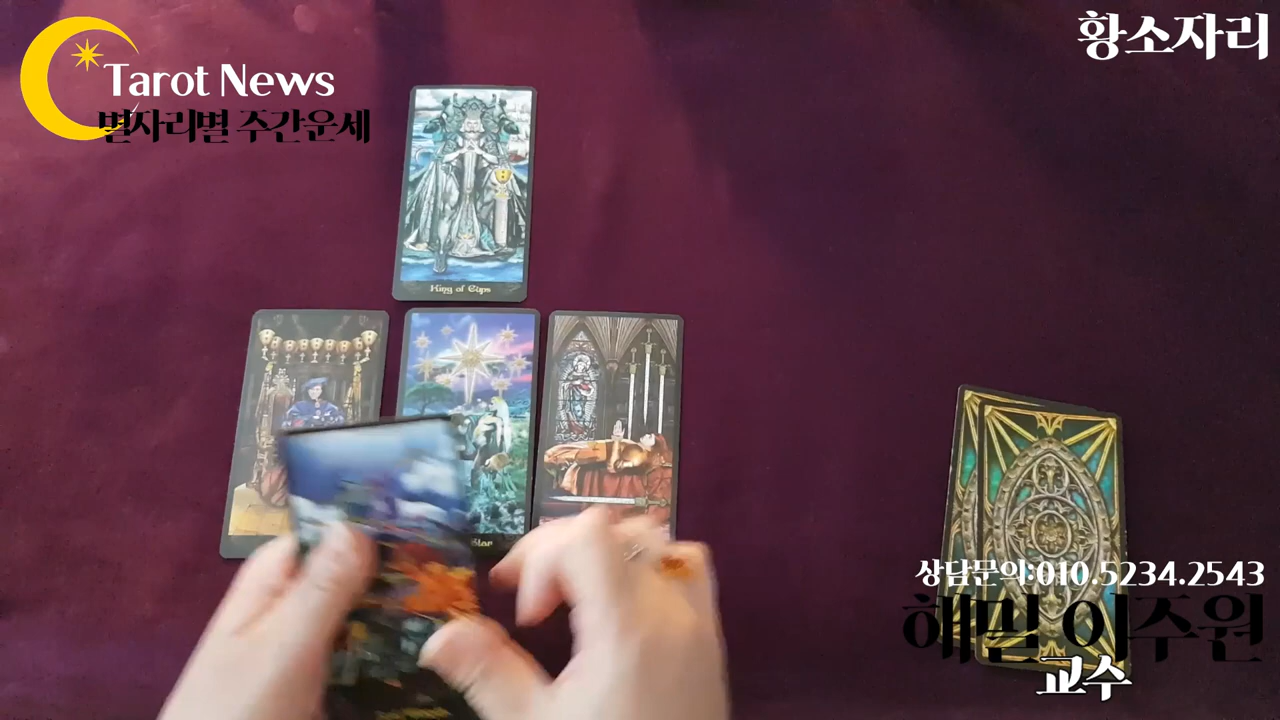 Tarot News
별자리별 주간운세
황소자리
King of Cups
Star
상담문의:010.5234.2543
해밀 이주원
교수